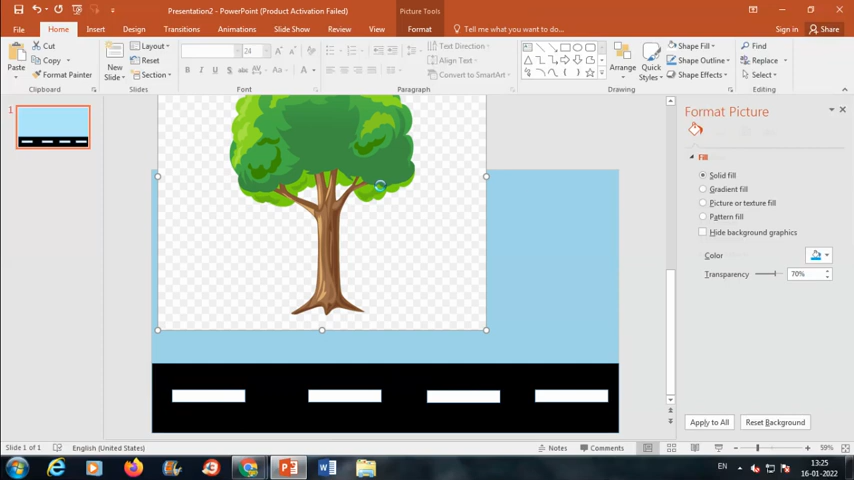 Presentation2 - PowerPoint (Product Activation Failed)
Picture Tools
File Home Insert Design Transitions Animations Slide Show Review View Format Tell me what you want to do... Sign in Share
Paste
Cut
Copy
Format Painter
Clipboard
New Slide
Layout
Reset
Section
Slides
24
B I U S abc AV Aa A
Font
Text Direction
Align Text
Convert to SmartArt
Paragraph
Arrange
Quick Styles
Shape Fill
Shape Outline
Shape Effects
Drawing
Find
Replace
Select
Editing
1
Format Picture
Fill
Solid fill
Gradient fill
Picture or texture fill
Pattern fill
Hide background graphics
Color
Transparency 70%
Apply to All Reset Background
Slide 1 of 1 English (United States) Notes Comments 59%
EN 13:25
16-01-2022